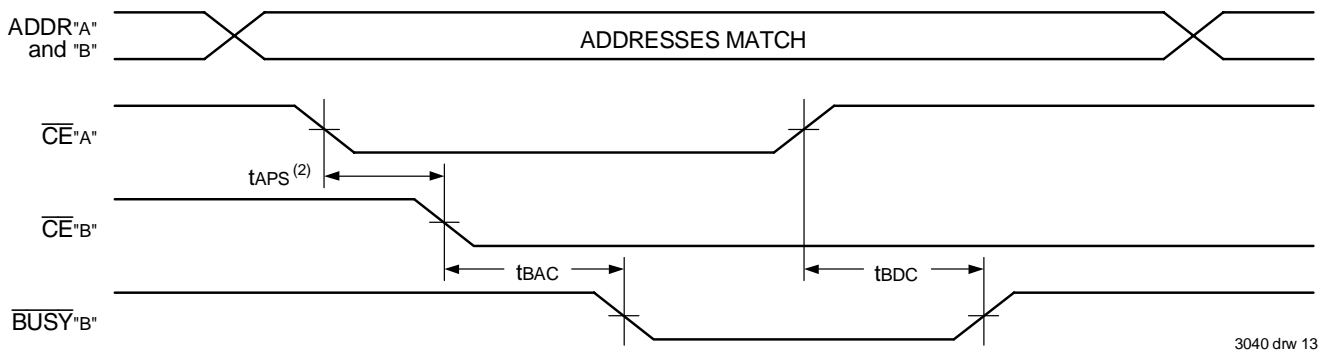 ADDR"A"
and "B"
ADDRESSES MATCH
CE"A"
tAPS(2)
CE"B"
tBAC
tBDC
BUSY"B"
3040 drw 13